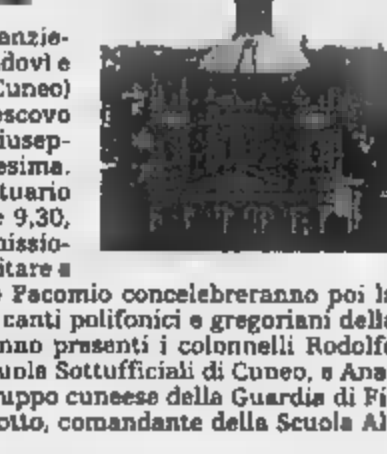 anzie-
dovì e
Cuneo)
escovo
iusep-
esima.
tuario
e 9,30,
nissio-
itare a
Pacomio concelebreranno poi la
canti polifonici e gregoriani della
nno presenti i colonnelli Rodolfo
uola Sottufficiali di Cuneo, e Ana
ruppo cuneese della Guardia di Fi
otto, comandante della Scuola Al